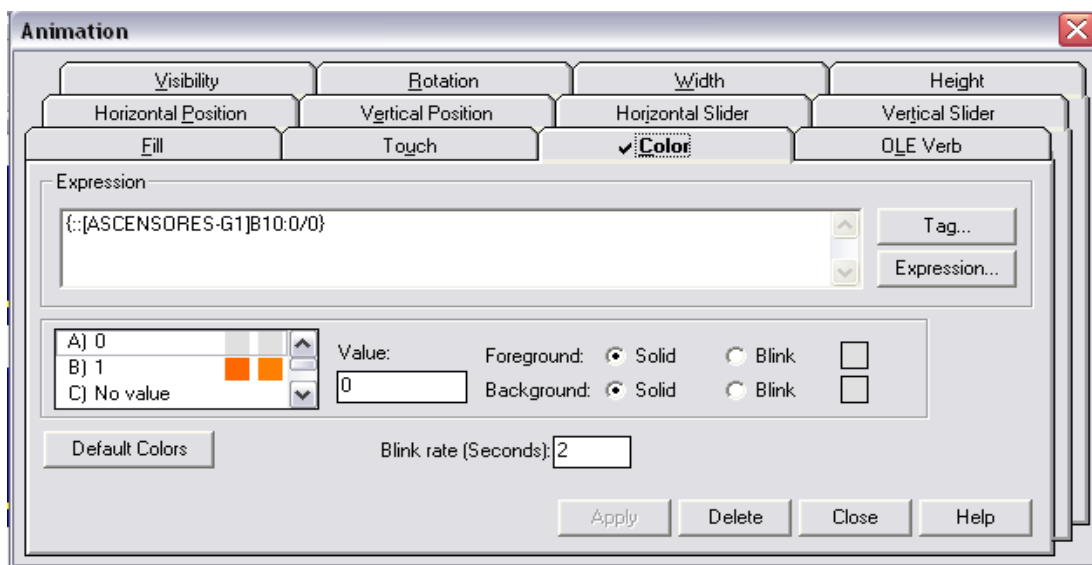 Animation
Visibility Rotation Width Height
Horizontal Position Vertical Position Horizontal Slider Vertical Slider
Fill Touch Color OLE Verb
Expression
{::[ASCENSORES-G1]B10:0/0}
Tag...
Expression...
A) 0
B) 1
C) No value
Value:
0
Foreground: Solid Blink
Background: Solid Blink
Default Colors
Blink rate (Seconds): 2
Apply Delete Close Help